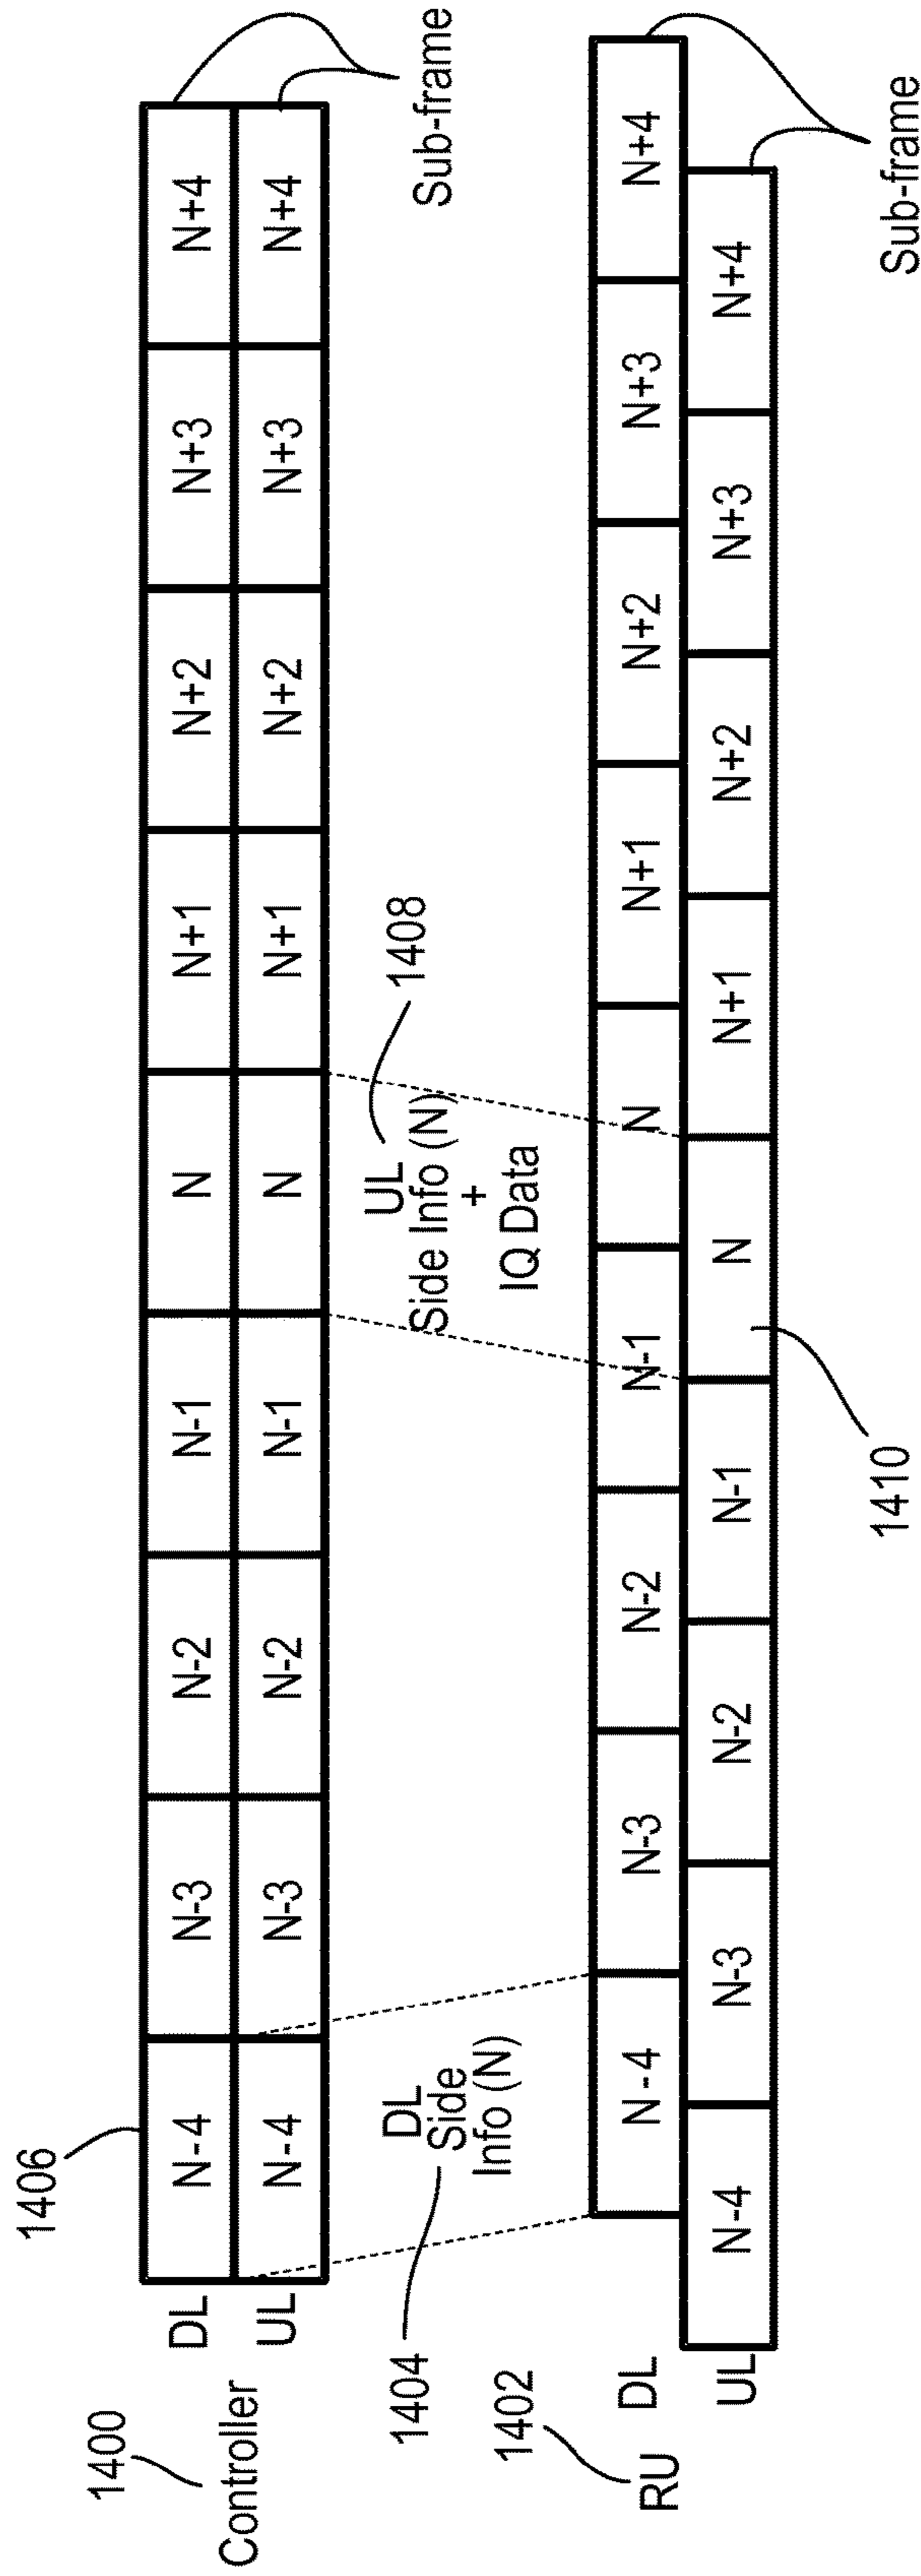 1400
Controller
1406
DL
N-4
N-3
N-2
N-1
N
N+1
N+2
N+3
N+4
UL
N-4
N-3
N-2
N-1
N
N+1
N+2
N+3
N+4
Sub-frame
1404
DL
Side
Info (N)
UL
Side Info (N)
+
IQ Data
1408
1402
RU
DL
N-4
N-3
N-2
N-1
N
N+1
N+2
N+3
N+4
UL
N-4
N-3
N-2
N-1
N
N+1
N+2
N+3
N+4
1410
Sub-frame